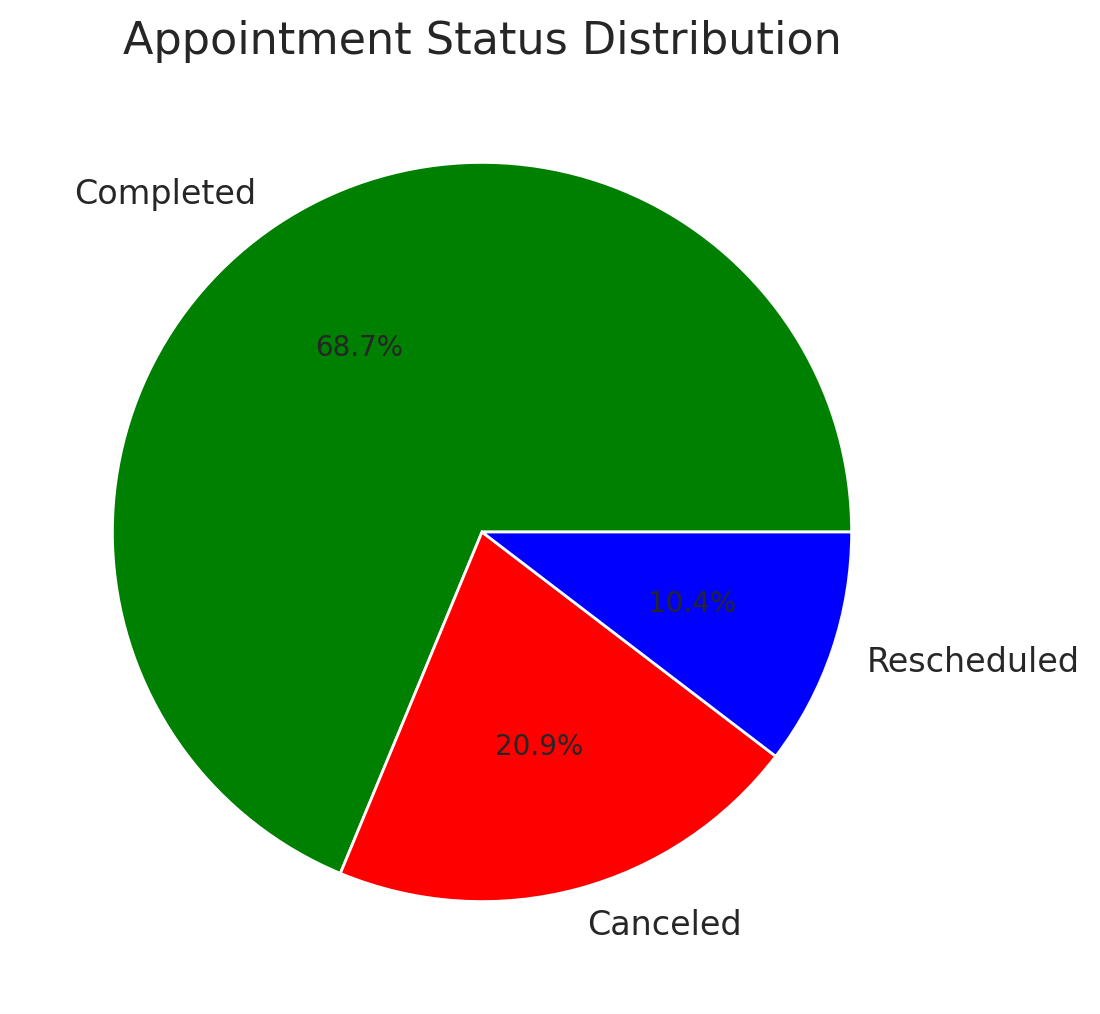 Appointment Status Distribution
Completed
68.7%
10.4%
Rescheduled
20.9%
Canceled